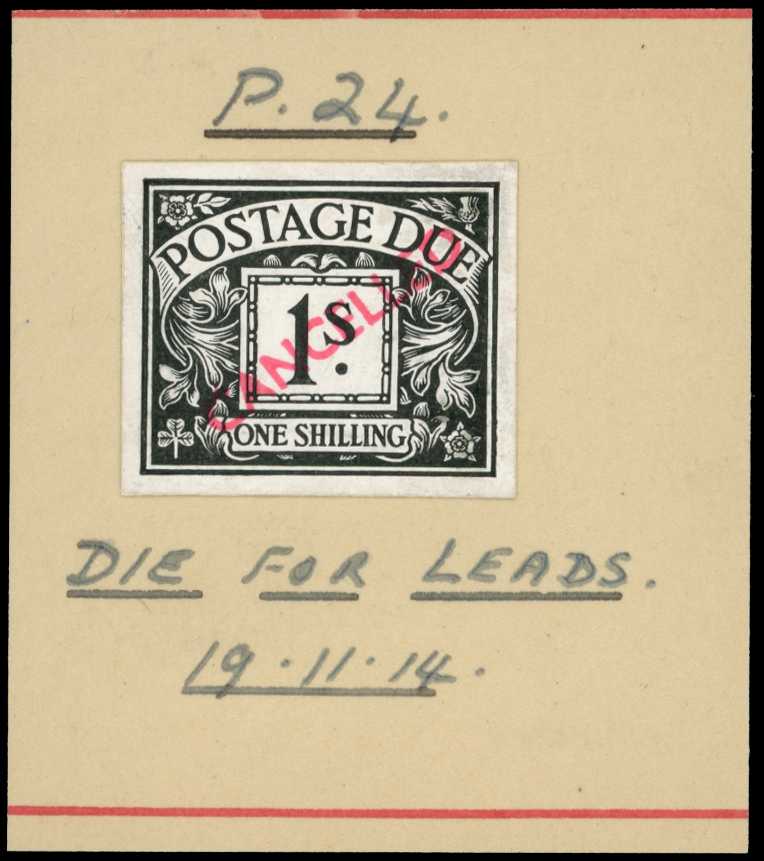 P. 24.
POSTAGE DUE
1s.
CANCELLED
ONE SHILLING
DIE FOR LEADS.
19.11.14.